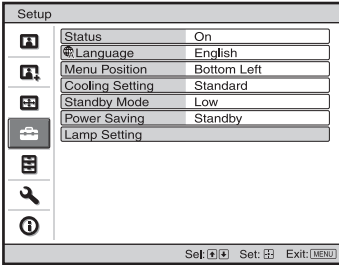 Setup
Status On
Language English
Menu Position Bottom Left
Cooling Setting Standard
Standby Mode Low
Power Saving Standby
Lamp Setting
Sel: Set: Exit: MENU